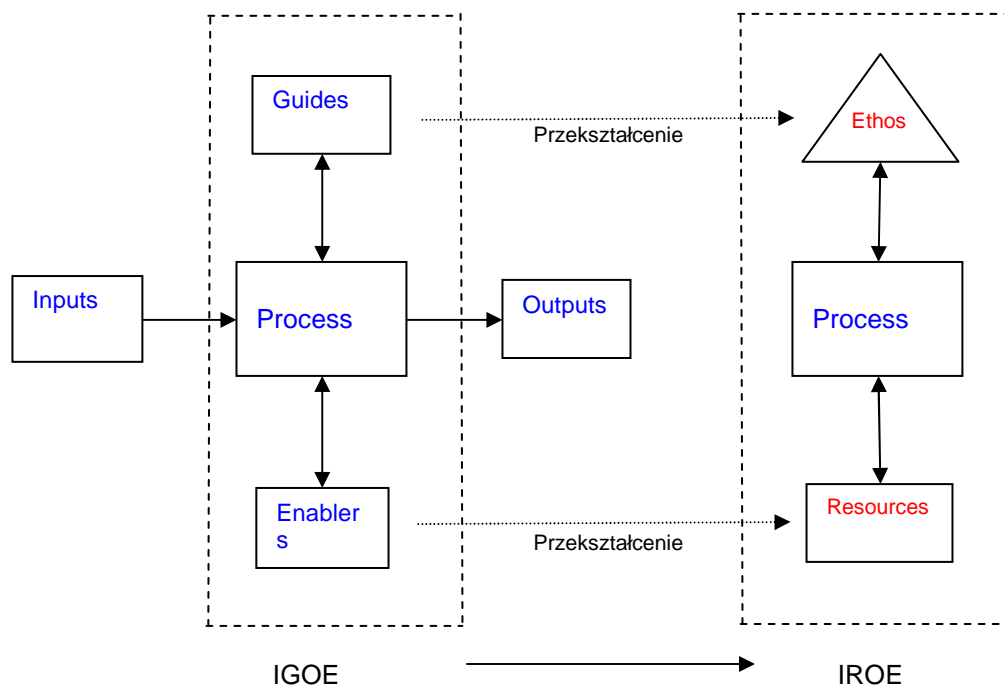 Guides
Ethos
Przekształcenie
Inputs
Process
Outputs
Process
Enabler
s
Resources
Przekształcenie
IGOE
IROE